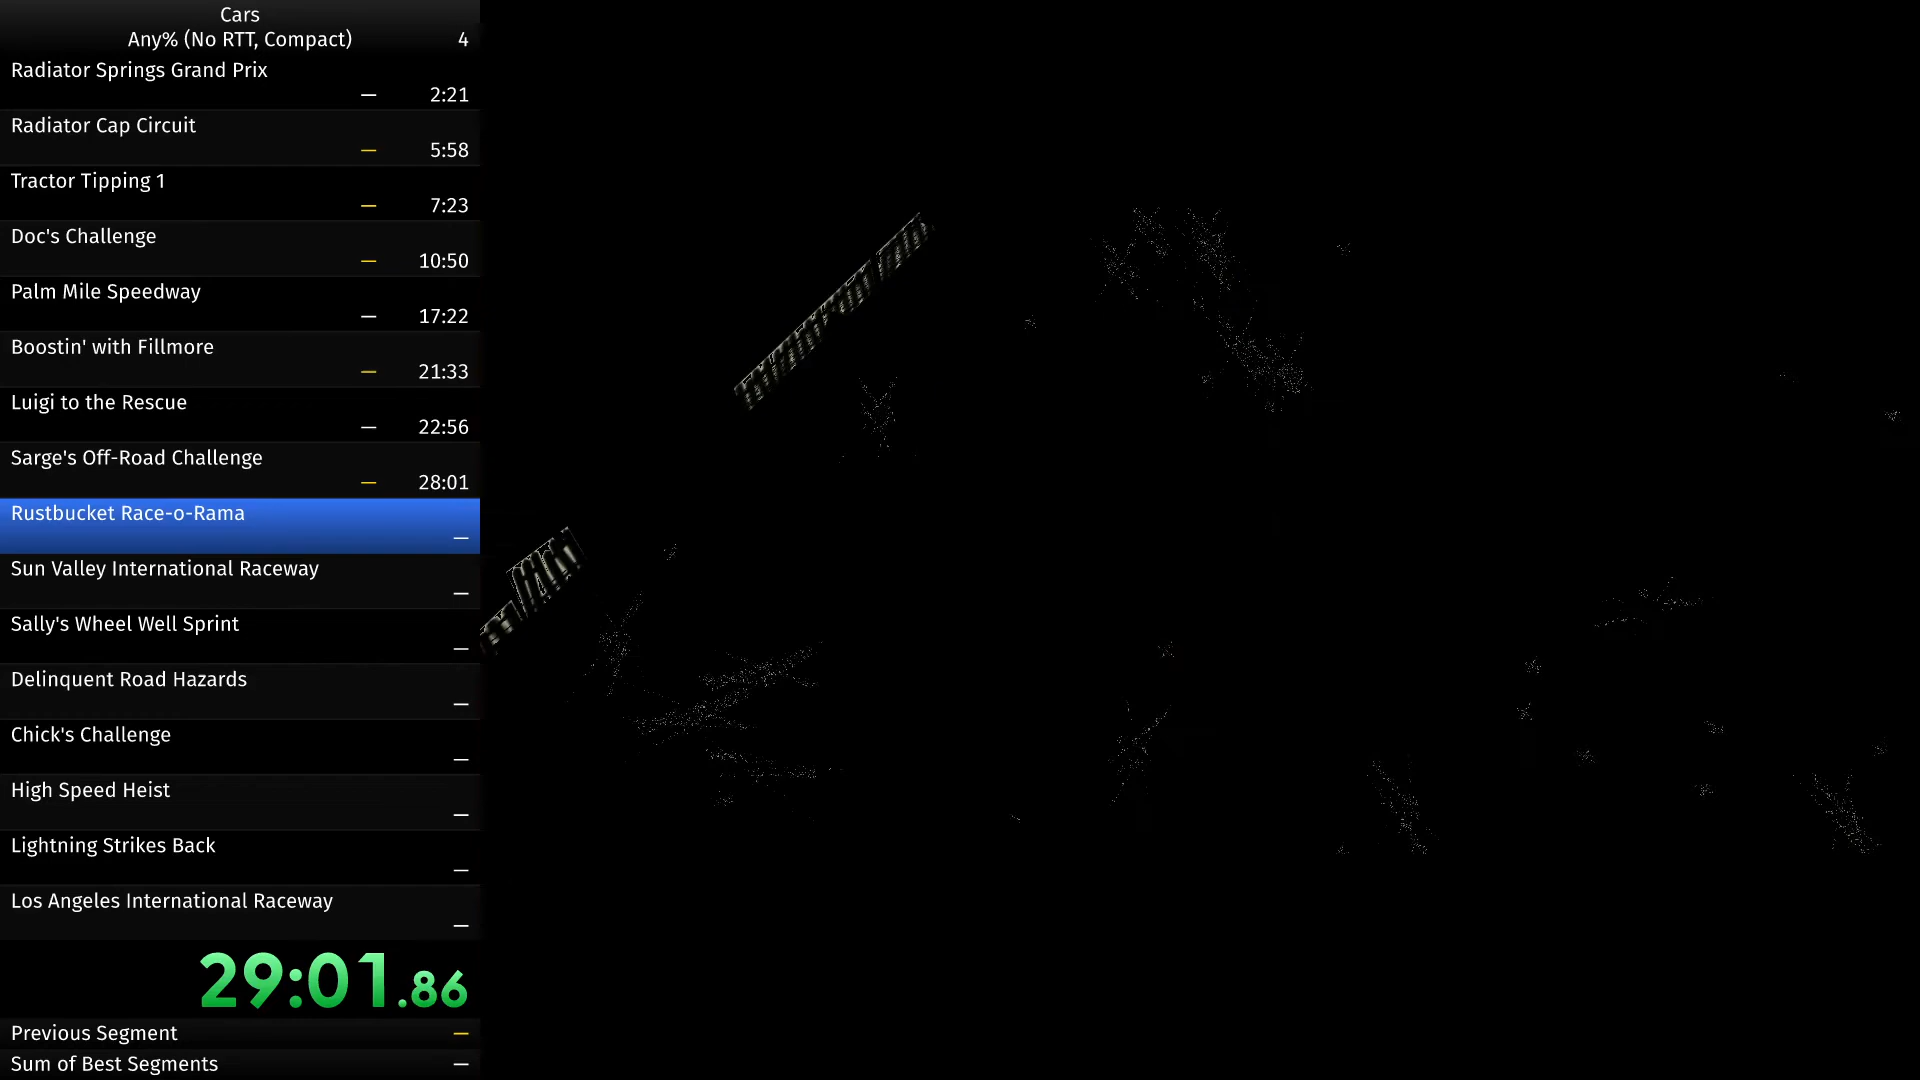 Cars
Any% (No RTT, Compact) 4
Radiator Springs Grand Prix
— 2:21
Radiator Cap Circuit
— 5:58
Tractor Tipping 1
— 7:23
Doc's Challenge
— 10:50
Palm Mile Speedway
— 17:22
Boostin' with Fillmore
— 21:33
Luigi to the Rescue
— 22:56
Sarge's Off-Road Challenge
— 28:01
Rustbucket Race-o-Rama
—
Sun Valley International Raceway
—
Sally's Wheel Well Sprint
—
Delinquent Road Hazards
—
Chick's Challenge
—
High Speed Heist
—
Lightning Strikes Back
—
Los Angeles International Raceway
—
29:01.86
Previous Segment —
Sum of Best Segments —